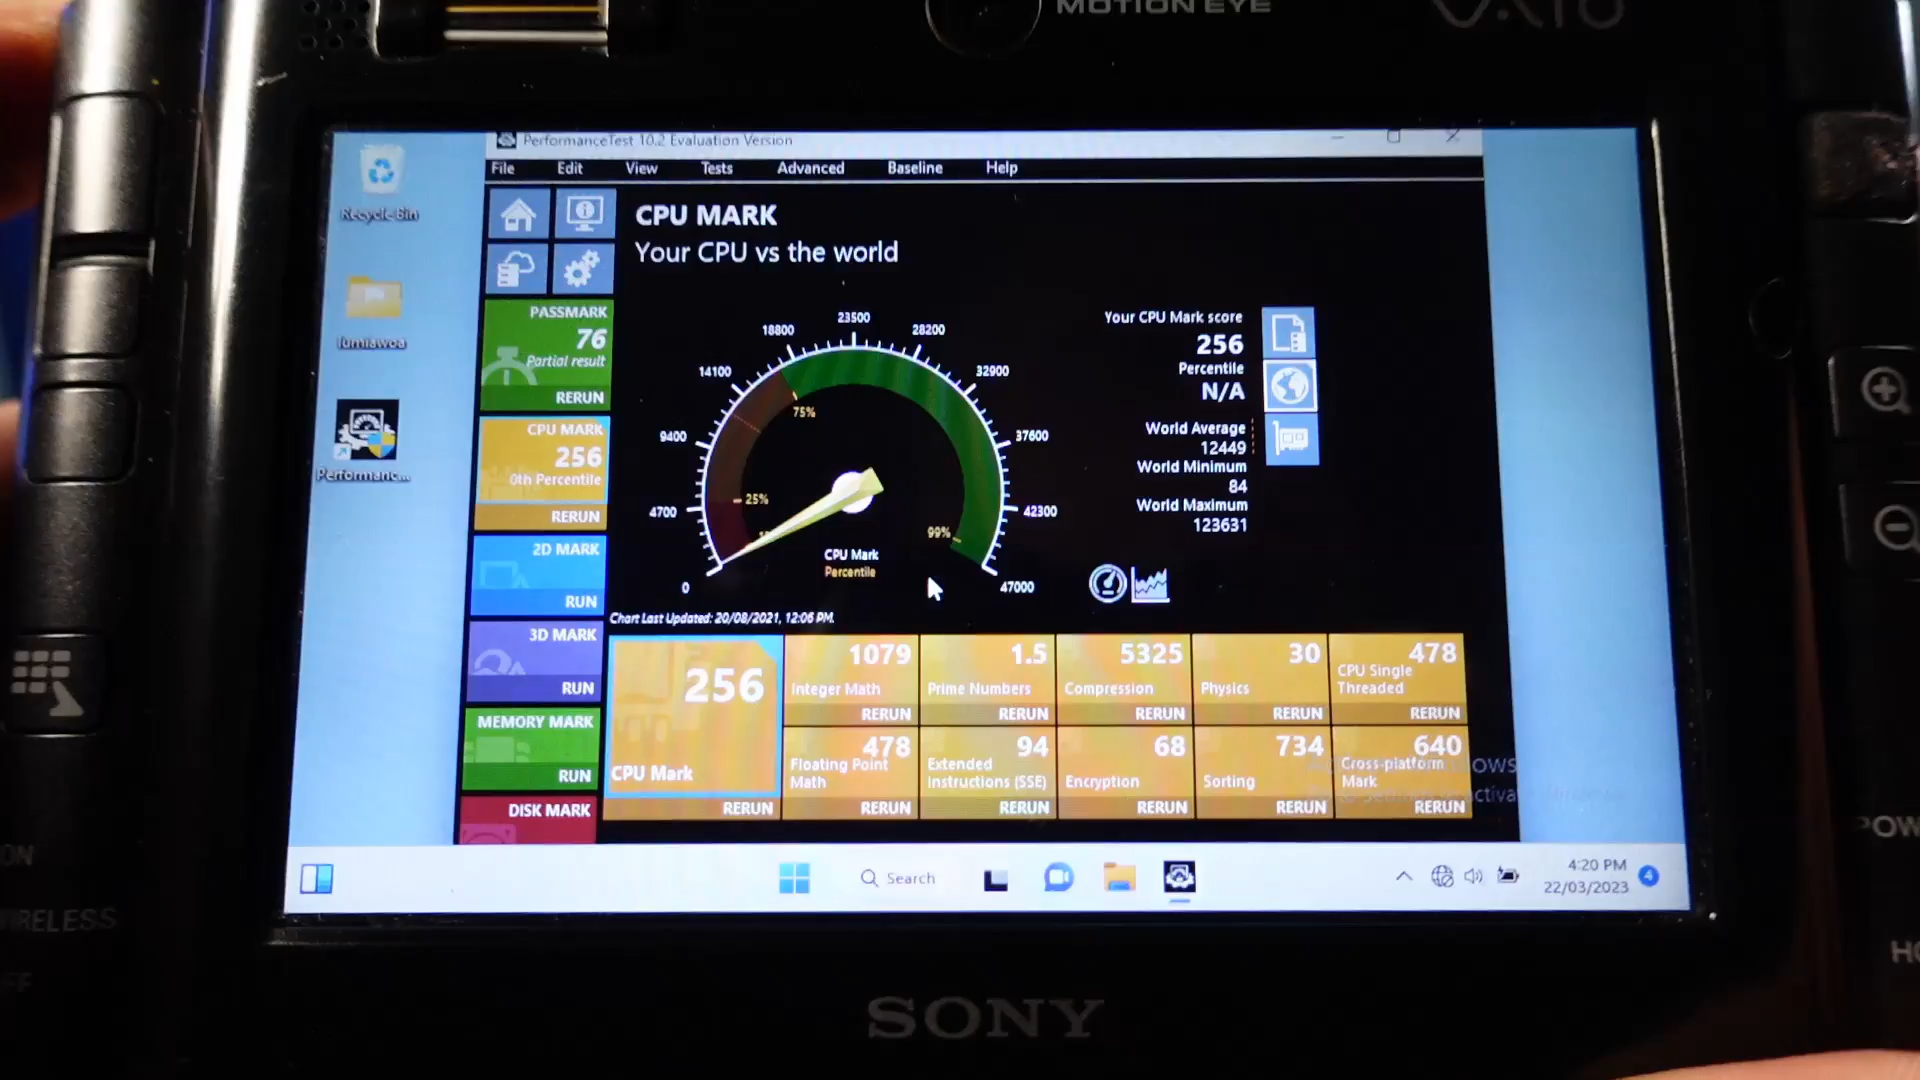 MOTION EYE
VAIO
Recycle Bin
lumiawoa
Performanc...
PerformanceTest 10.2 Evaluation Version
File Edit View Tests Advanced Baseline Help
CPU MARK
Your CPU vs the world
PASSMARK
76
Partial result
RERUN
CPU MARK
256
0th Percentile
RERUN
2D MARK
RUN
3D MARK
RUN
MEMORY MARK
RUN
DISK MARK
0
4700
9400
14100
18800
23500
28200
32900
37600
42300
47000
25%
75%
99%
CPU Mark
Percentile
Your CPU Mark score
256
Percentile
N/A
World Average
12449
World Minimum
84
World Maximum
123631
Chart Last Updated: 20/08/2021, 12:06 PM
256
CPU Mark
RERUN
1079
Integer Math
RERUN
1.5
Prime Numbers
RERUN
5325
Compression
RERUN
30
Physics
RERUN
478
CPU Single
Threaded
RERUN
478
Floating Point
Math
RERUN
94
Extended
Instructions (SSE)
RERUN
68
Encryption
RERUN
734
Sorting
RERUN
640
Cross-platform
Mark
RERUN
Search
4:20 PM
22/03/2023
4
SONY